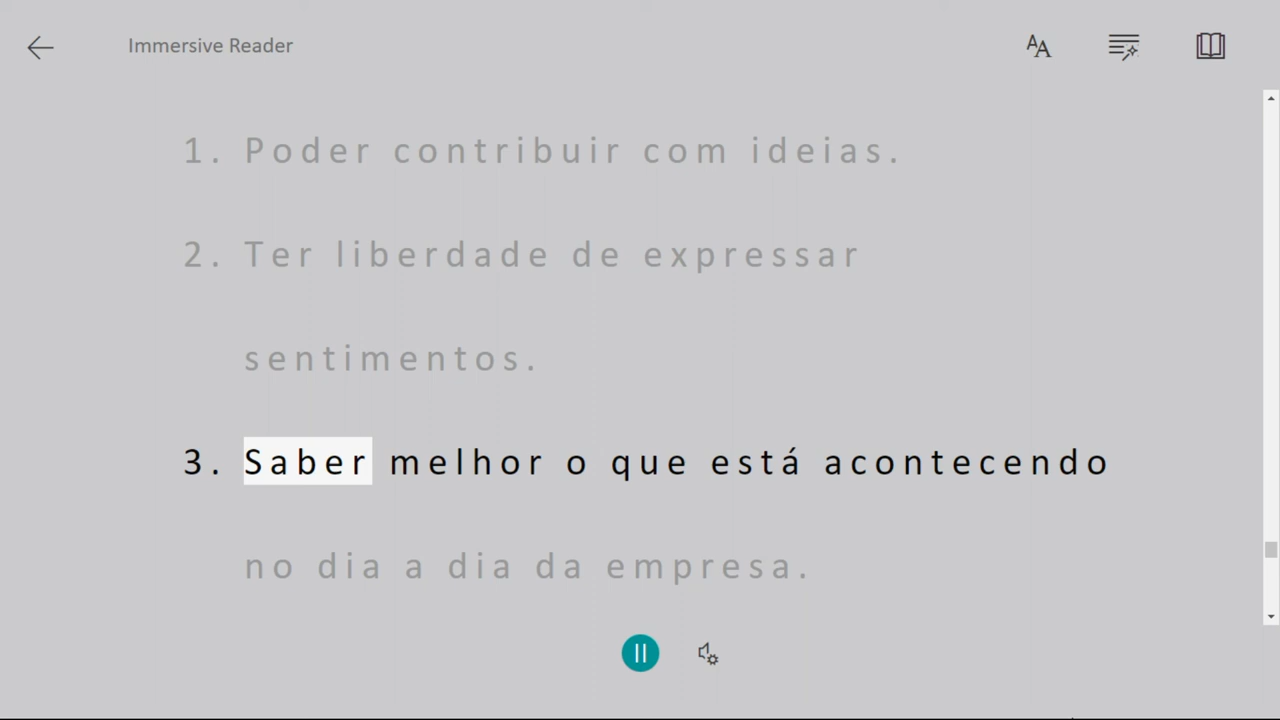 Immersive Reader
1. Poder contribuir com ideias.
2. Ter liberdade de expressar
sentimentos.
3. Saber melhor o que está acontecendo
no dia a dia da empresa.